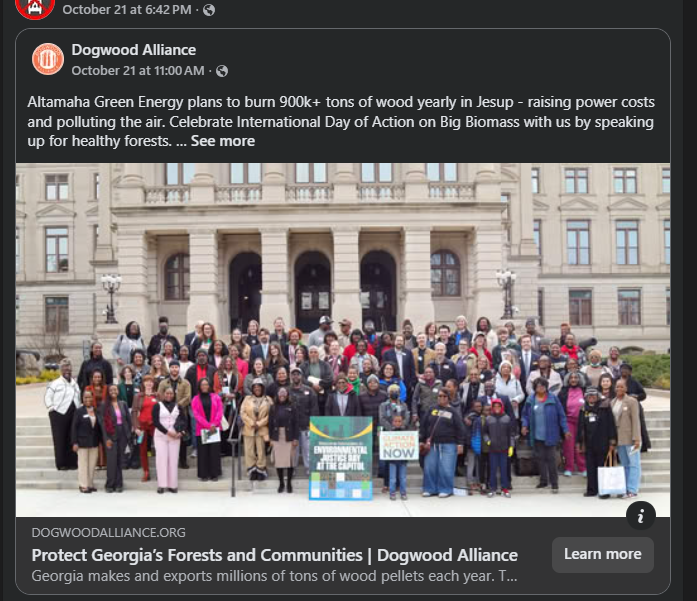 October 21 at 6:42 PM ·
Dogwood Alliance
October 21 at 11:00 AM ·
Altamaha Green Energy plans to burn 900k+ tons of wood yearly in Jesup - raising power costs
and polluting the air. Celebrate International Day of Action on Big Biomass with us by speaking
up for healthy forests. ... See more
ENVIRONMENTAL
JUSTICE DAY
AT THE CAPITOL
CLIMATE
ACTION
NOW
DOGWOODALLIANCE.ORG
Protect Georgia's Forests and Communities | Dogwood Alliance
Georgia makes and exports millions of tons of wood pellets each year. T...
Learn more